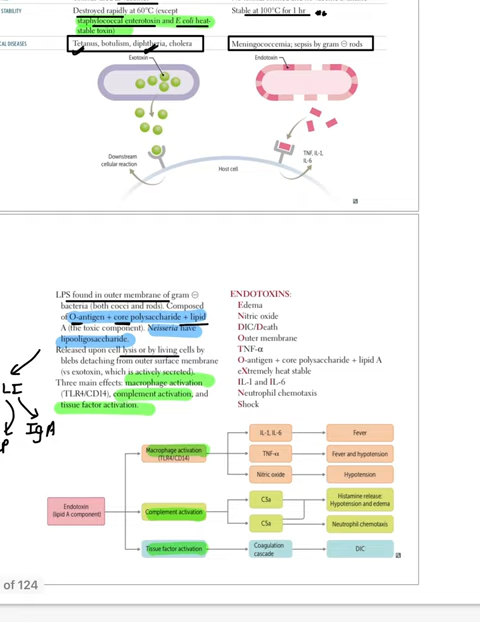 STABILITY
Destroyed rapidly at 60°C (except
staphylococcal enterotoxin and E coli heat-
stable toxin)
Stable at 100°C for 1 hr
CAL DISEASES
Tetanus, botulism, diphtheria, cholera
Meningococcemia; sepsis by gram ⊝ rods
Exotoxin
Endotoxin
Downstream
cellular reaction
TNF, IL-1,
IL-6
Host cell
LPS found in outer membrane of gram ⊝
bacteria (both cocci and rods). Composed
of O-antigen + core polysaccharide + lipid
A (the toxic component). Neisseria have
lipooligosaccharide.
Released upon cell lysis or by living cells by
blebs detaching from outer surface membrane
(vs exotoxin, which is actively secreted).
Three main effects: macrophage activation
(TLR4/CD14), complement activation, and
tissue factor activation.
ENDOTOXINS:
Edema
Nitric oxide
DIC/Death
Outer membrane
TNF-α
O-antigen + core polysaccharide + lipid A
eXtremely heat stable
IL-1 and IL-6
Neutrophil chemotaxis
Shock
LI
P
IgA
Endotoxin
(lipid A component)
Macrophage activation
(TLR4/CD14)
IL-1, IL-6
Fever
TNF-α
Fever and hypotension
Nitric oxide
Hypotension
Complement activation
C3a
Histamine release:
Hypotension and edema
C5a
Neutrophil chemotaxis
Tissue factor activation
Coagulation
cascade
DIC
of 124